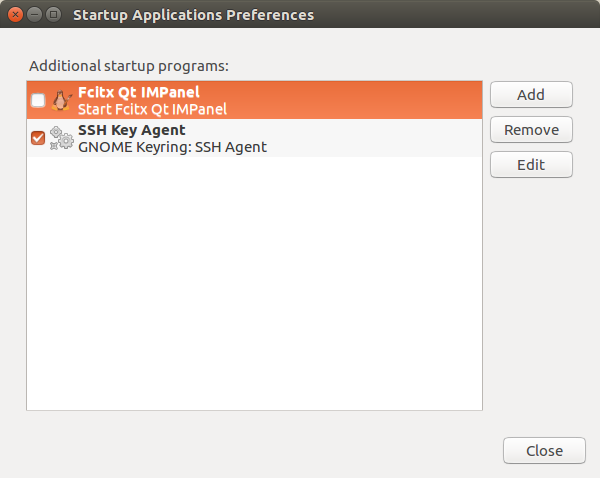 Startup Applications Preferences
Additional startup programs:
Fcitx Qt IMPanel
Start Fcitx Qt IMPanel
SSH Key Agent
GNOME Keyring: SSH Agent
Add
Remove
Edit
Close